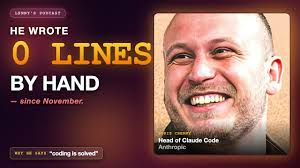 LENNY'S PODCAST
HE WROTE
0 LINES
BY HAND
— since November.
WHY HE SAYS "coding is solved"
Head of Claude Code
Anthropic